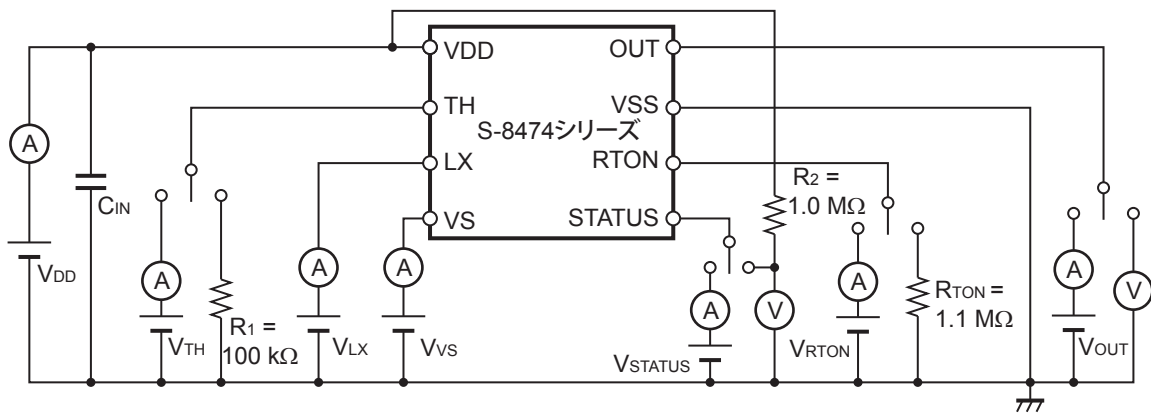 VDD
OUT
TH
VSS
S-8474シリーズ
A
LX
RTON
R2 =
1.0 MΩ
CIN
VS
STATUS
VDD
A
R1 =
100 kΩ
VTH
A
VLX
A
VVS
A
VSTATUS
V
A
VRTON
RTON =
1.1 MΩ
A
VOUT
V